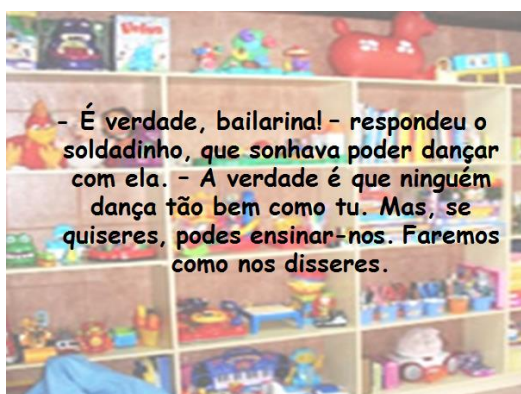 - É verdade, bailarina! – respondeu o
soldadinho, que sonhava poder dançar
com ela. – A verdade é que ninguém
dança tão bem como tu. Mas, se
quiseres, podes ensinar-nos. Faremos
como nos disseres.